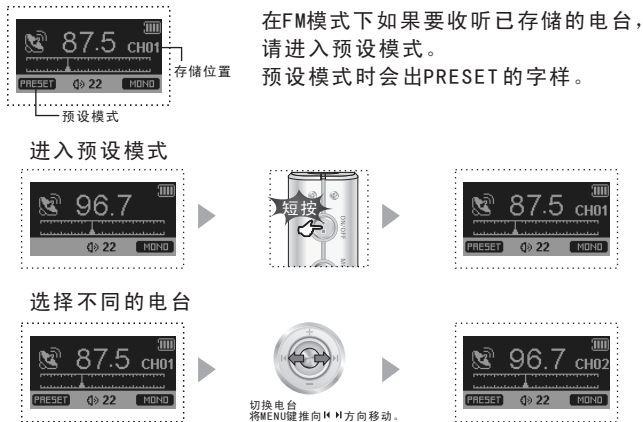 87.5 CH01
PRESET 22 MONO
存储位置
预设模式
在FM模式下如果要收听已存储的电台，
请进入预设模式。
预设模式时会出PRESET的字样。
进入预设模式
96.7
22 MONO
短按
ON/OFF
M
87.5 CH01
PRESET 22 MONO
选择不同的电台
87.5 CH01
PRESET 22 MONO
切换电台
将MENU键推向⏮ ⏭方向移动。
96.7 CH02
PRESET 22 MONO